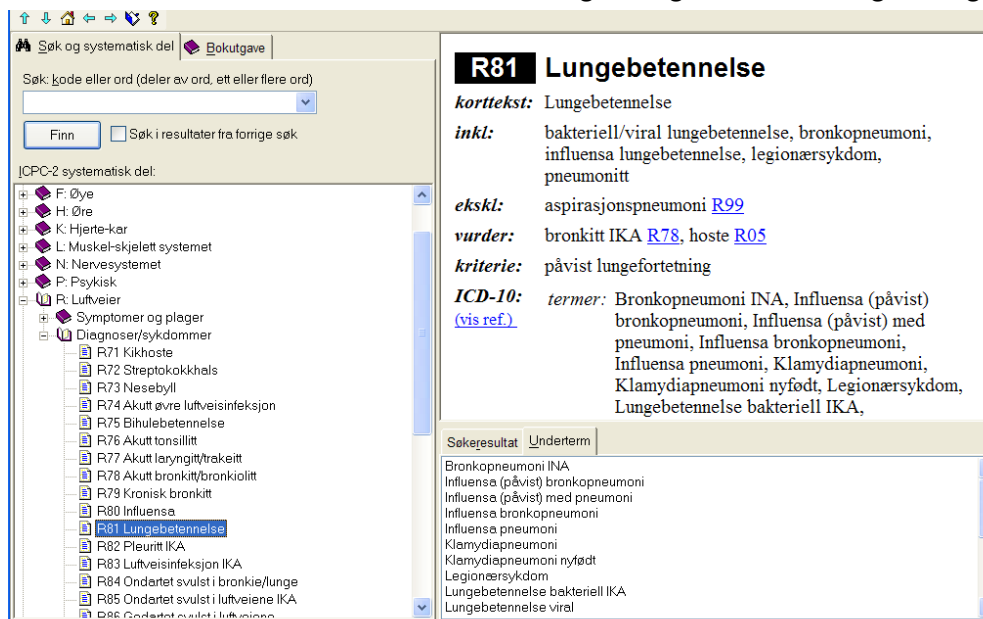 Søk og systematisk del
Bokutgave
Søk: kode eller ord (deler av ord, ett eller flere ord)
Finn
Søk i resultater fra forrige søk
ICPC-2 systematisk del:
F: Øye
H: Øre
K: Hjerte-kar
L: Muskel-skjelett systemet
N: Nervesystemet
P: Psykisk
R: Luftveier
Symptomer og plager
Diagnoser/sykdommer
R71 Kikhoste
R72 Streptokokkhals
R73 Nesebyll
R74 Akutt øvre luftveisinfeksjon
R75 Bihulebetennelse
R76 Akutt tonsillitt
R77 Akutt laryngitt/trakeitt
R78 Akutt bronkitt/bronkiolitt
R79 Kronisk bronkitt
R80 Influensa
R81 Lungebetennelse
R82 Pleuritt IKA
R83 Luftveisinfeksjon IKA
R84 Ondartet svulst i bronkie/lunge
R85 Ondartet svulst i luftveiene IKA
R86 Godartet svulst i luftveiene
R81 Lungebetennelse
korttekst: Lungebetennelse
inkl: bakteriell/viral lungebetennelse, bronkopneumoni,
influensa lungebetennelse, legionærsykdom,
pneumonitt
ekskl: aspirasjonspneumoni R99
vurder: bronkitt IKA R78, hoste R05
kriterie: påvist lungefortetning
ICD-10: termer: Bronkopneumoni INA, Influensa (påvist)
(vis ref.) bronkopneumoni, Influensa (påvist) med
pneumoni, Influensa bronkopneumoni,
Influensa pneumoni, Klamydiapneumoni,
Klamydiapneumoni nyfødt, Legionærsykdom,
Lungebetennelse bakteriell IKA,
Søkeresultat Underterm
Bronkopneumoni INA
Influensa (påvist) bronkopneumoni
Influensa (påvist) med pneumoni
Influensa bronkopneumoni
Influensa pneumoni
Klamydiapneumoni
Klamydiapneumoni nyfødt
Legionærsykdom
Lungebetennelse bakteriell IKA
Lungebetennelse viral